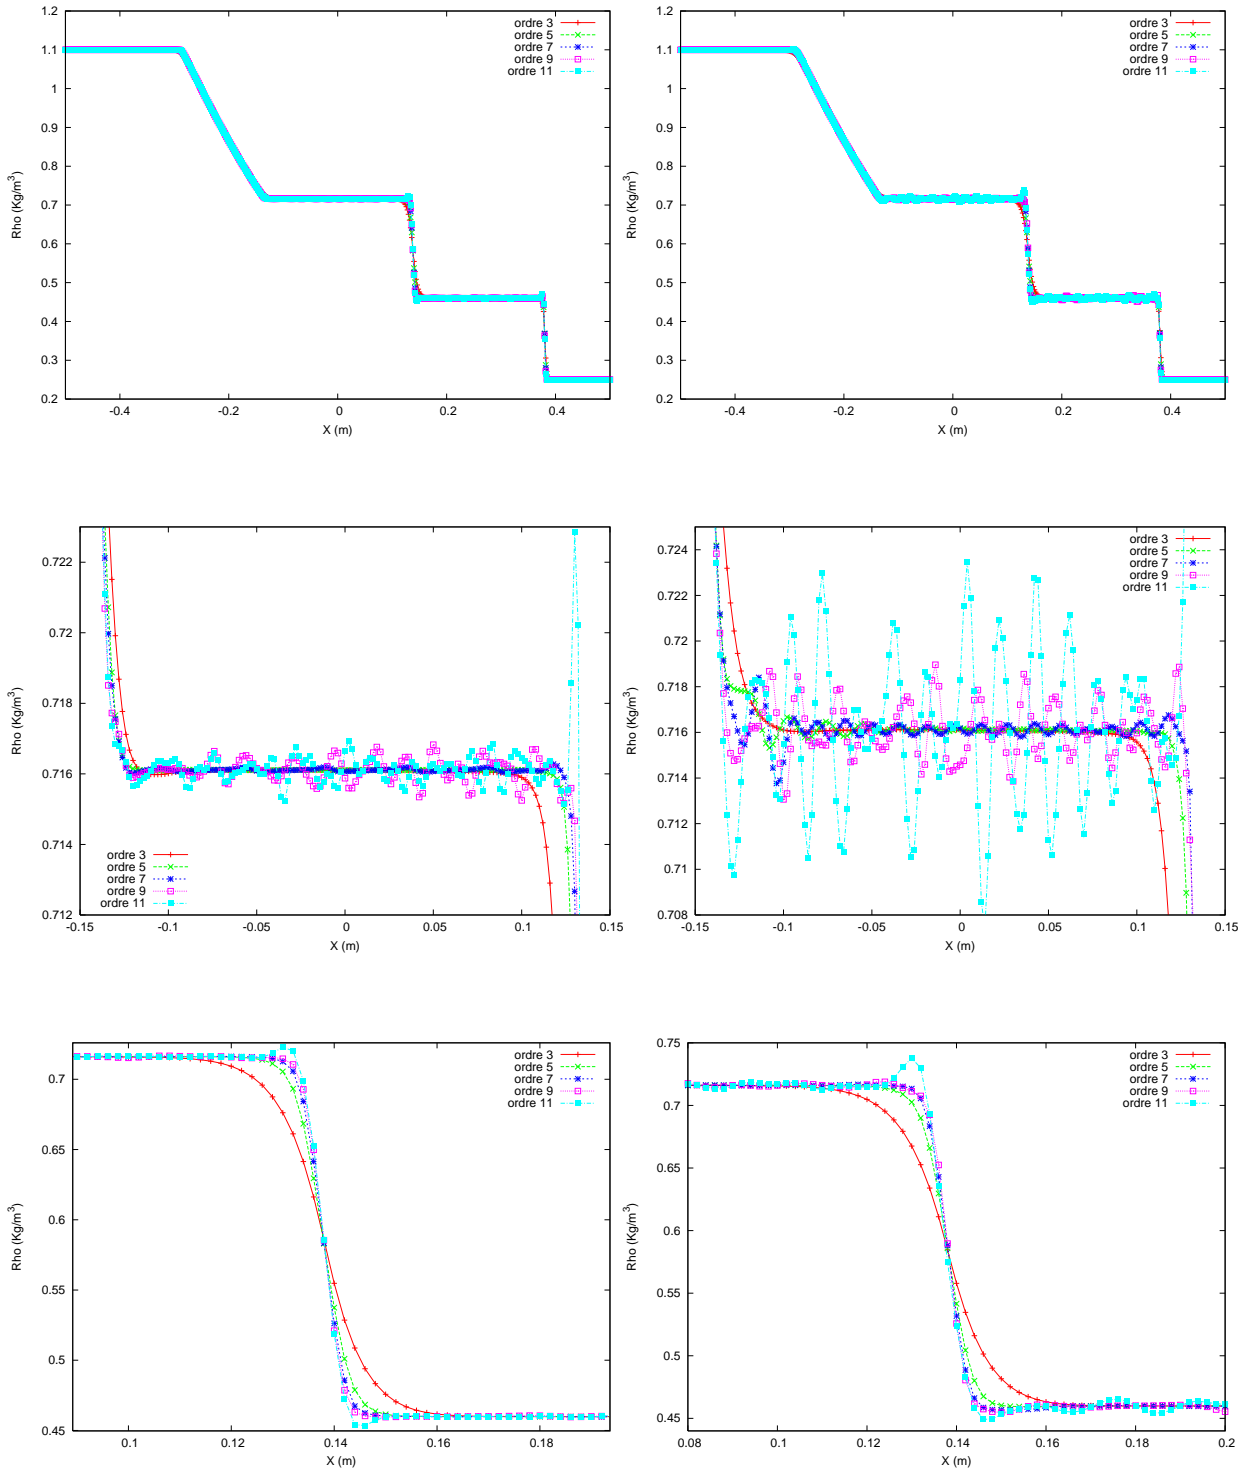 1.2
1.1
1
0.9
0.8
0.7
0.6
0.5
0.4
0.3
0.2
-0.4
-0.2
0
0.2
0.4
X (m)
Rho (Kg/m³)
ordre 3
ordre 5
ordre 7
ordre 9
ordre 11
1.2
1.1
1
0.9
0.8
0.7
0.6
0.5
0.4
0.3
0.2
-0.4
-0.2
0
0.2
0.4
X (m)
Rho (Kg/m³)
ordre 3
ordre 5
ordre 7
ordre 9
ordre 11
0.722
0.72
0.718
0.716
0.714
0.712
-0.15
-0.1
-0.05
0
0.05
0.1
0.15
X (m)
Rho (Kg/m³)
ordre 3
ordre 5
ordre 7
ordre 9
ordre 11
0.724
0.722
0.72
0.718
0.716
0.714
0.712
0.71
0.708
-0.15
-0.1
-0.05
0
0.05
0.1
0.15
X (m)
Rho (Kg/m³)
ordre 3
ordre 5
ordre 7
ordre 9
ordre 11
0.7
0.65
0.6
0.55
0.5
0.45
0.1
0.12
0.14
0.16
0.18
X (m)
Rho (Kg/m³)
ordre 3
ordre 5
ordre 7
ordre 9
ordre 11
0.75
0.7
0.65
0.6
0.55
0.5
0.45
0.08
0.1
0.12
0.14
0.16
0.18
0.2
X (m)
Rho (Kg/m³)
ordre 3
ordre 5
ordre 7
ordre 9
ordre 11